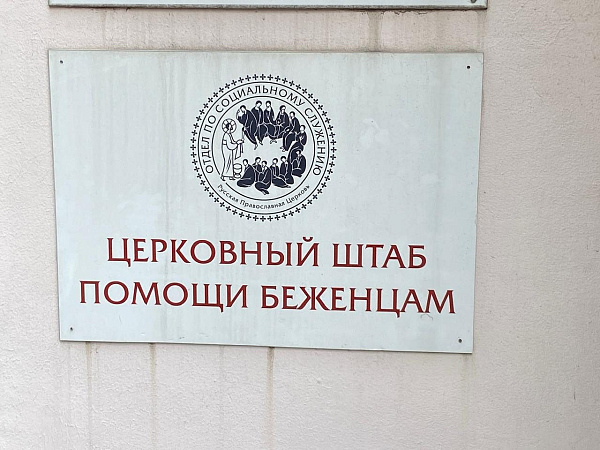 ОТДЕЛ ПО СОЦИАЛЬНОМУ СЛУЖЕНИЮ
Русская Православная Церковь
ЦЕРКОВНЫЙ ШТАБ
ПОМОЩИ БЕЖЕНЦАМ